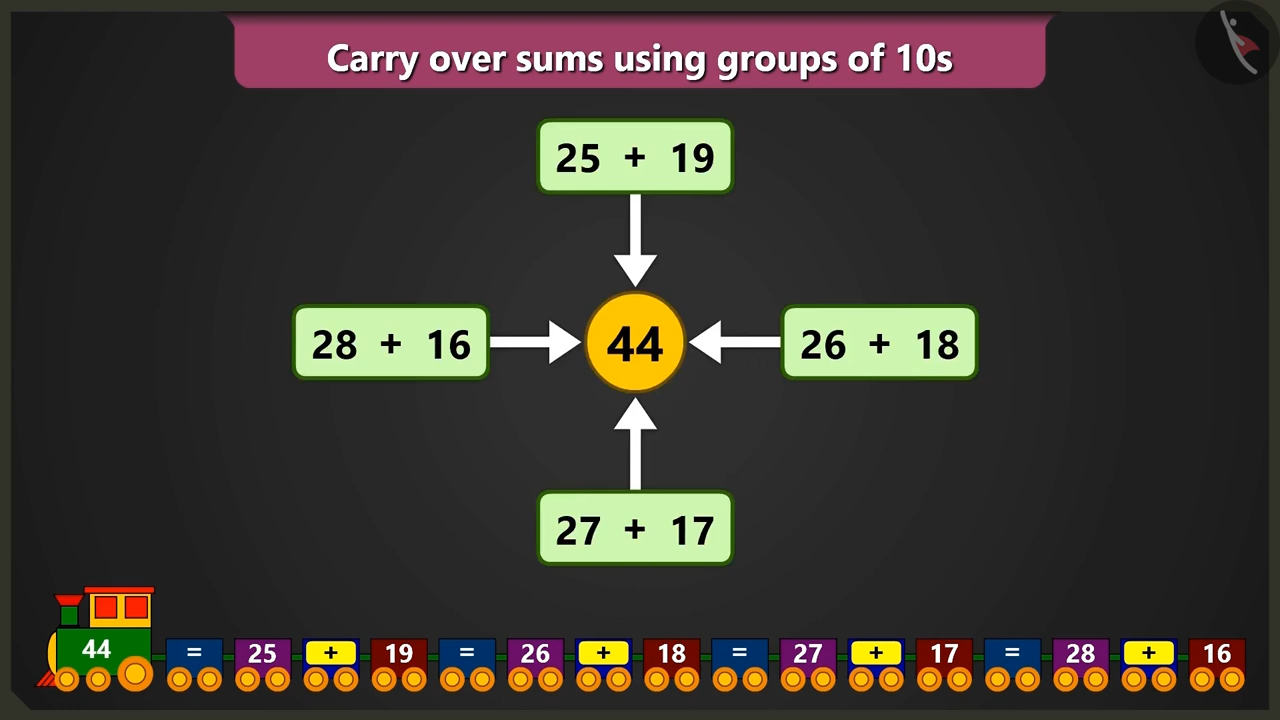 Carry over sums using groups of 10s
25 + 19
28 + 16
44
26 + 18
27 + 17
44 = 25 + 19 = 26 + 18 = 27 + 17 = 28 + 16